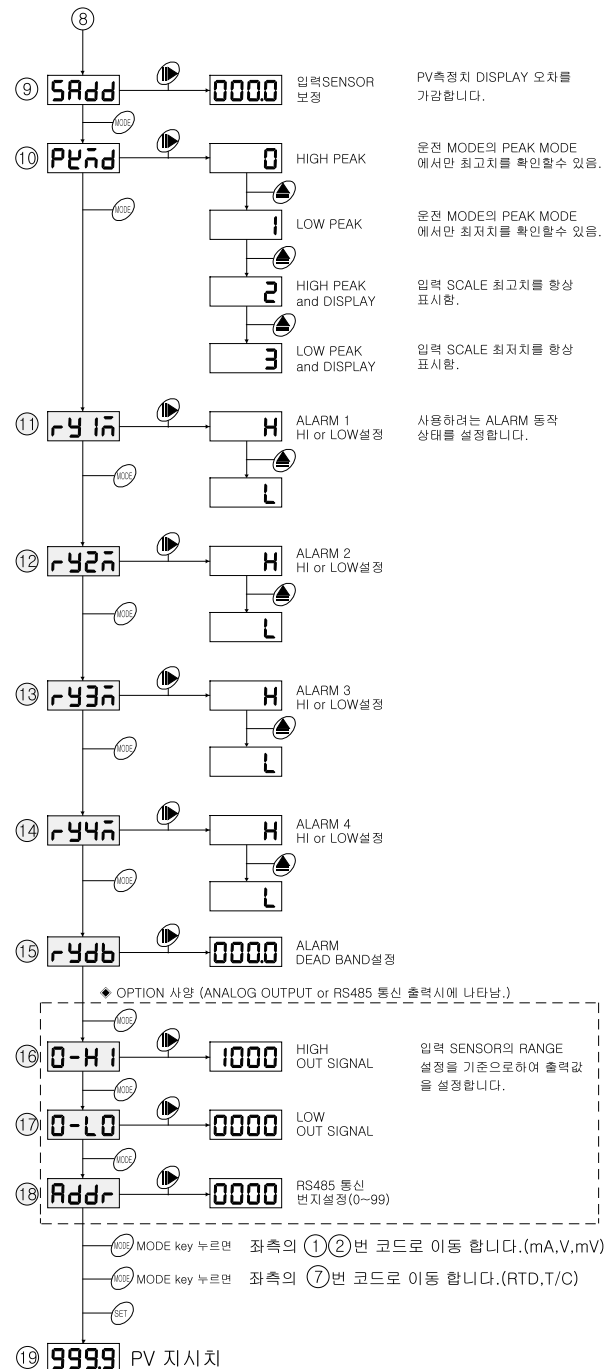 ⑧
⑨ SAdd 000.0 입력SENSOR PV측정치 DISPLAY 오차를
보정 가감합니다.
MODE
⑩ PKmd 0 HIGH PEAK 운전 MODE의 PEAK MODE
에서만 최고치를 확인할수 있음.
MODE
1 LOW PEAK 운전 MODE의 PEAK MODE
에서만 최저치를 확인할수 있음.
2 HIGH PEAK 입력 SCALE 최고치를 항상
and DISPLAY 표시함.
3 LOW PEAK 입력 SCALE 최저치를 항상
and DISPLAY 표시함.
⑪ ry1m H ALARM 1 사용하려는 ALARM 동작
HI or LOW설정 상태를 설정합니다.
MODE
L
⑫ ry2m H ALARM 2
HI or LOW설정
MODE
L
⑬ ry3m H ALARM 3
HI or LOW설정
MODE
L
⑭ ry4m H ALARM 4
HI or LOW설정
MODE
L
⑮ rydb 000.0 ALARM
DEAD BAND설정
◈ OPTION 사양 (ANALOG OUTPUT or RS485 통신 출력시에 나타남.)
MODE
⑯ O-HI 1000 HIGH 입력 SENSOR의 RANGE
OUT SIGNAL 설정을 기준으로하여 출력값
을 설정합니다.
MODE
⑰ O-LO 0000 LOW
OUT SIGNAL
MODE
⑱ Addr 0000 RS485 통신
번지설정(0~99)
MODE MODE key 누르면 좌측의 ①②번 코드로 이동 합니다.(mA,V,mV)
MODE MODE key 누르면 좌측의 ⑦번 코드로 이동 합니다.(RTD,T/C)
SET
⑲ 999.9 PV 지시치